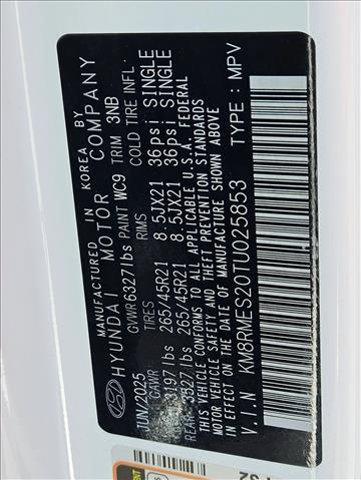 MANUFACTURED IN KOREA BY
HYUNDAI MOTOR COMPANY
JUN/2025 GVWR 6327 lbs PAINT WC9 TRIM 3NB
GAWR TIRES RIMS COLD TIRE INFL.
3197 lbs 265/45R21 8.5JX21 36psi SINGLE
REAR 3527 lbs 265/45R21 8.5JX21 36psi SINGLE
THIS VEHICLE CONFORMS TO ALL APPLICABLE U.S.A. FEDERAL
MOTOR VEHICLE SAFETY AND THEFT PREVENTION STANDARDS
IN EFFECT ON THE DATE OF MANUFACTURE SHOWN ABOVE
V.I.N KM8RMES20TU025853 TYPE: MPV